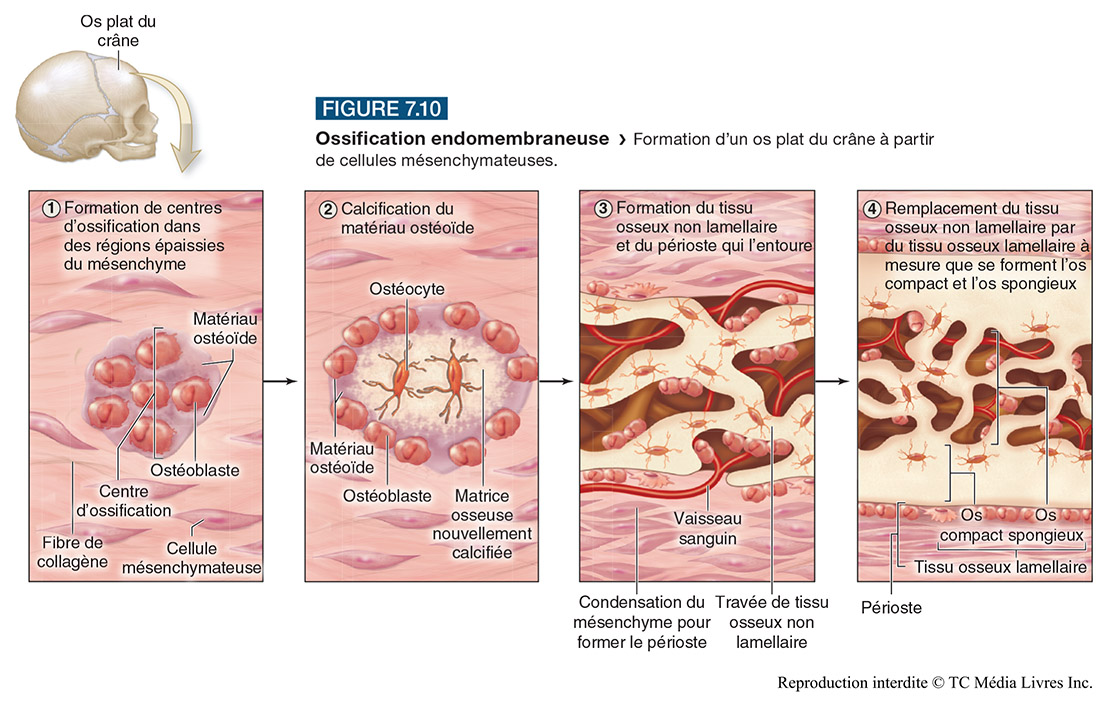 Os plat du
crâne
FIGURE 7.10
Ossification endomembraneuse › Formation d'un os plat du crâne à partir
de cellules mésenchymateuses.
1 Formation de centres
d'ossification dans
des régions épaissies
du mésenchyme
Matériau
ostéoïde
Ostéoblaste
Centre
d'ossification
Fibre de
collagène
Cellule
mésenchymateuse
2 Calcification du
matériau ostéoïde
Ostéocyte
Matériau
ostéoïde
Ostéoblaste
Matrice
osseuse
nouvellement
calcifiée
3 Formation du tissu
osseux non lamellaire
et du périoste qui l'entoure
Vaisseau
sanguin
Condensation du
mésenchyme pour
former le périoste
Travée de tissu
osseux non
lamellaire
4 Remplacement du tissu
osseux non lamellaire par
du tissu osseux lamellaire à
mesure que se forment l'os
compact et l'os spongieux
Os
compact
Os
spongieux
Tissu osseux lamellaire
Périoste
Reproduction interdite © TC Média Livres Inc.